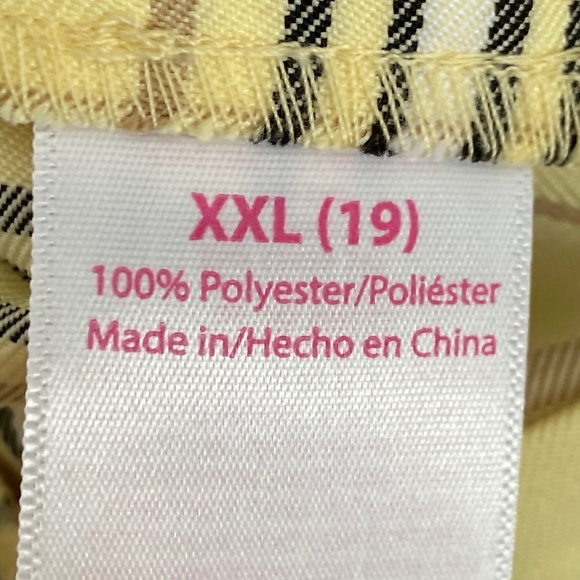 XXL (19)
100% Polyester/Poliéster
Made in/Hecho en China